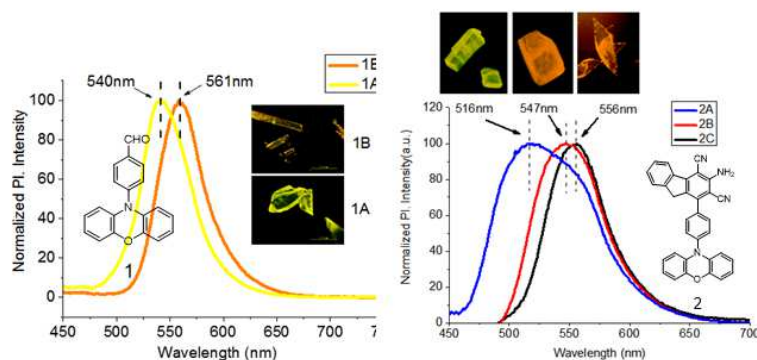 540nm
561nm
1B
1A
Normalized Pl. Intensity
100
80
60
40
20
0
CHO
N
O
1
1B
1A
450
500
550
600
650
700
Wavelength (nm)
516nm
547nm
556nm
2A
2B
2C
Normalized PL. Intensity(a.u.)
120
100
80
60
40
20
0
CN
NH₂
CN
N
O
2
450
500
550
600
650
700
Wavelength (nm)